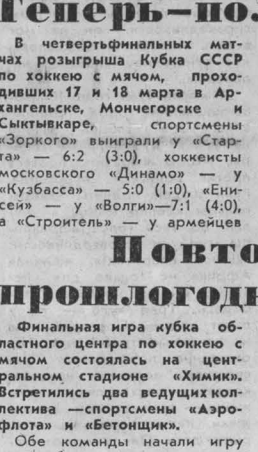 Теперь—по
В четвертьфинальных мат-
чах розыгрыша Кубка СССР
по хоккею с мячом, прохо-
дивших 17 и 18 марта в Ар-
хангельске, Мончегорске и
Сыктывкаре, спортсмены
«Зоркого» выиграли у «Стар-
та» — 6:2 (3:0), хоккеисты
московского «Динамо» — у
«Кузбасса» — 5:0 (1:0), «Ени-
сей» — у «Волги»—7:1 (4:0),
а «Строитель» — у армейцев
Повто
прошлогодн
Финальная игра кубка об-
ластного центра по хоккею с
мячом состоялась на цент-
ральном стадионе «Химик».
Встретились два ведущих кол-
лектива —спортсмены «Аэро-
флота» и «Бетонщик».
Обе команды начали игру